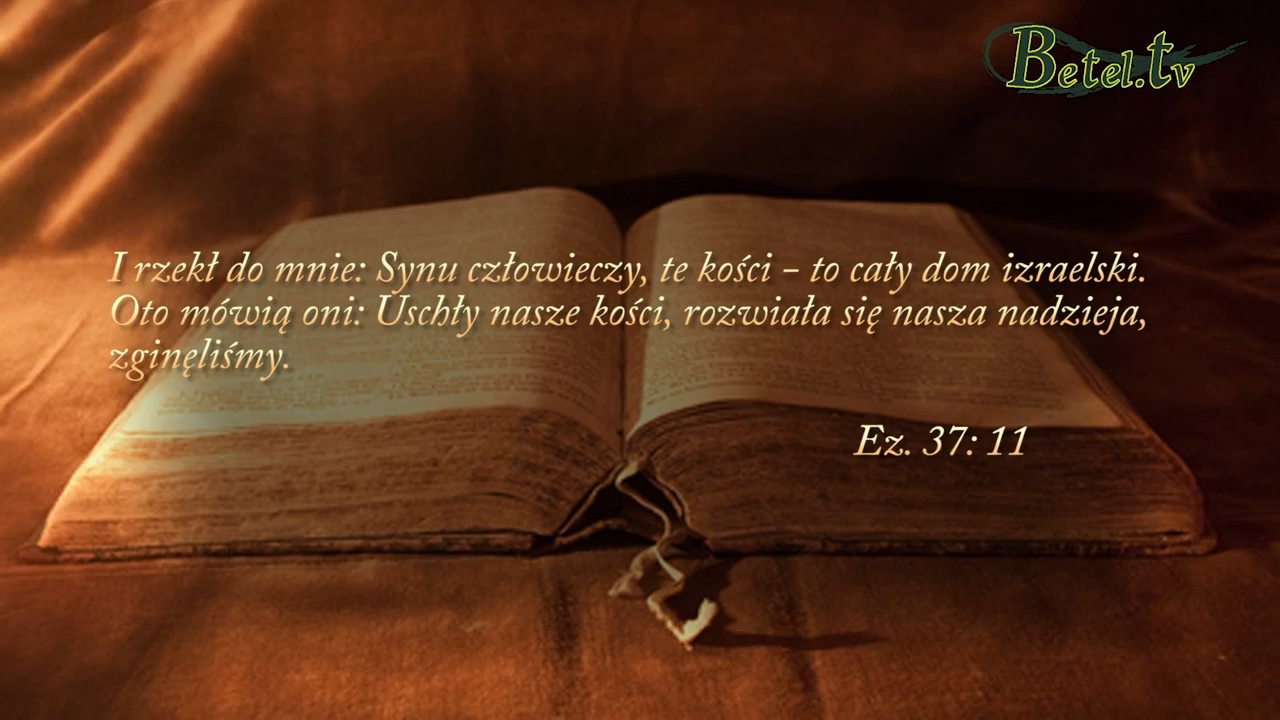 Betel.tv
I rzekł do mnie: Synu człowieczy, te kości – to cały dom izraelski.
Oto mówią oni: Uschły nasze kości, rozwiała się nasza nadzieja,
zginęliśmy.
Ez. 37: 11